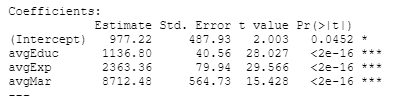 Coefficients:
            Estimate Std. Error t value Pr(>|t|)
(Intercept)   977.22     487.93   2.003   0.0452 *
avgEduc      1136.80      40.56  28.027   <2e-16 ***
avgExp       2363.36      79.94  29.566   <2e-16 ***
avgMar       8712.48     564.73  15.428   <2e-16 ***
---